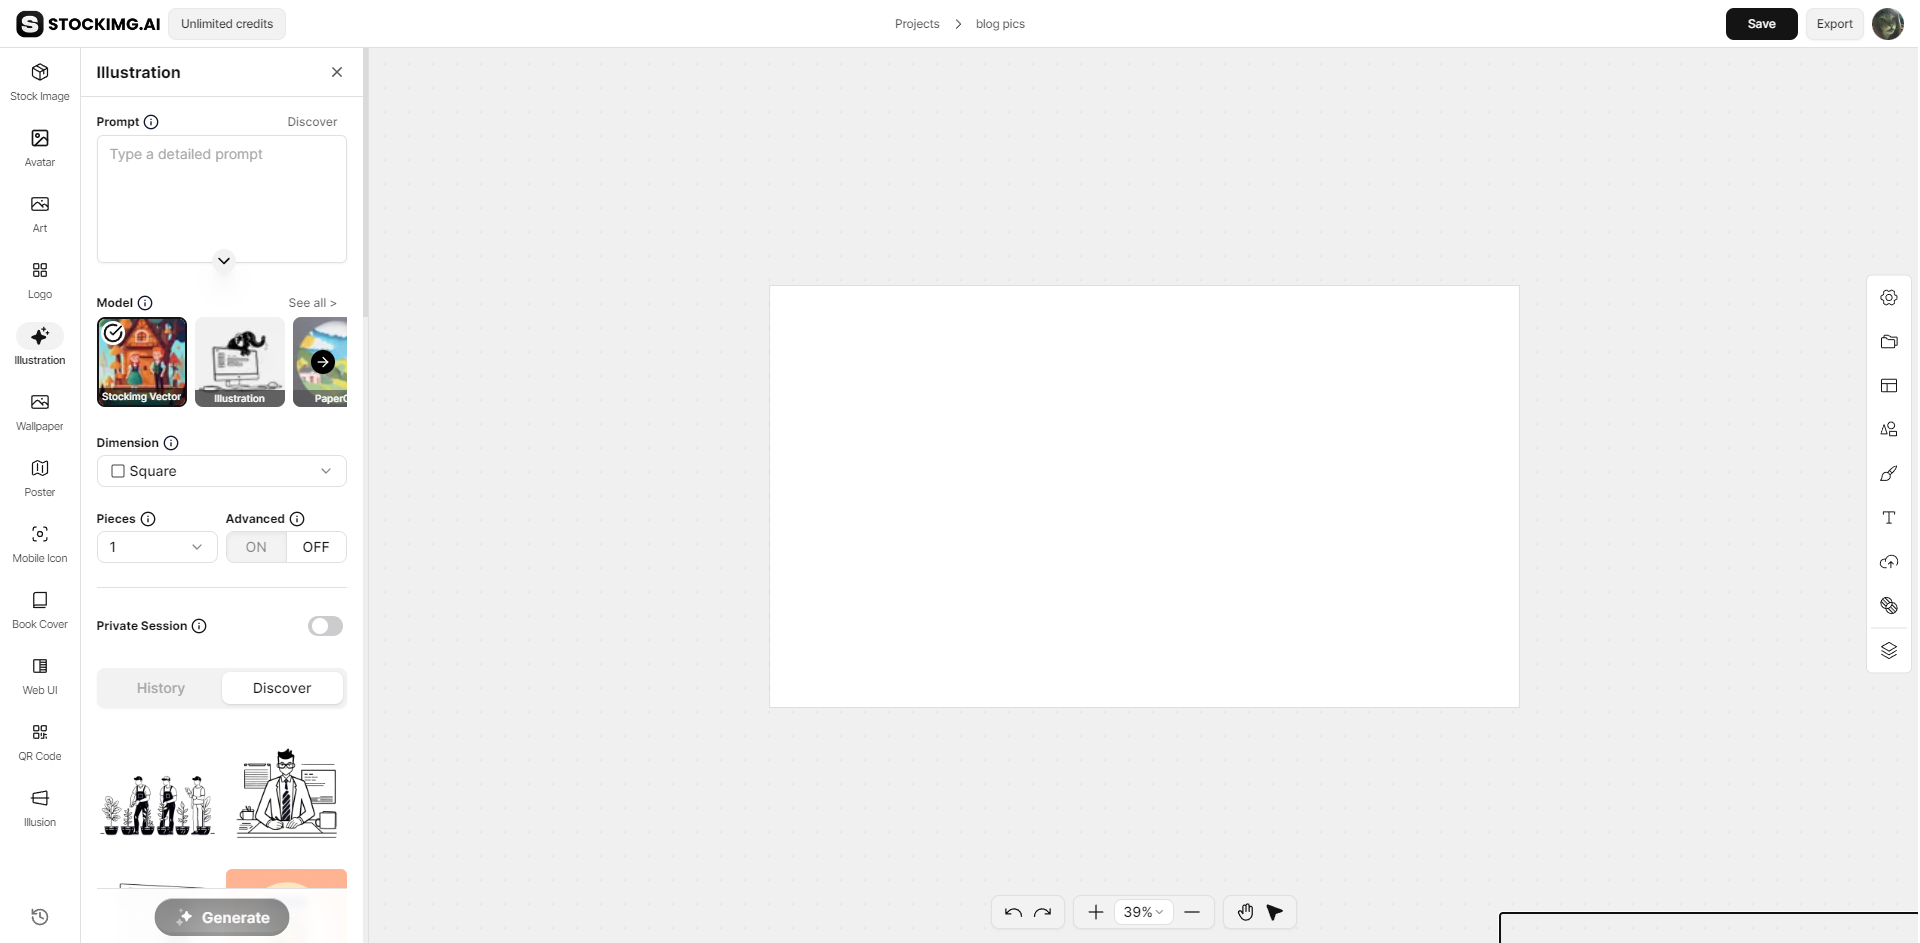 STOCKIMG.AI
Unlimited credits
Projects > blog pics
Save
Export
Stock Image
Avatar
Art
Logo
Illustration
Wallpaper
Poster
Mobile Icon
Book Cover
Web UI
QR Code
Illusion
Illustration
Prompt
Discover
Type a detailed prompt
Model
See all >
Stockimg Vector
Illustration
PaperC
Dimension
Square
Pieces
Advanced
1
ON
OFF
Private Session
History
Discover
Generate
39%